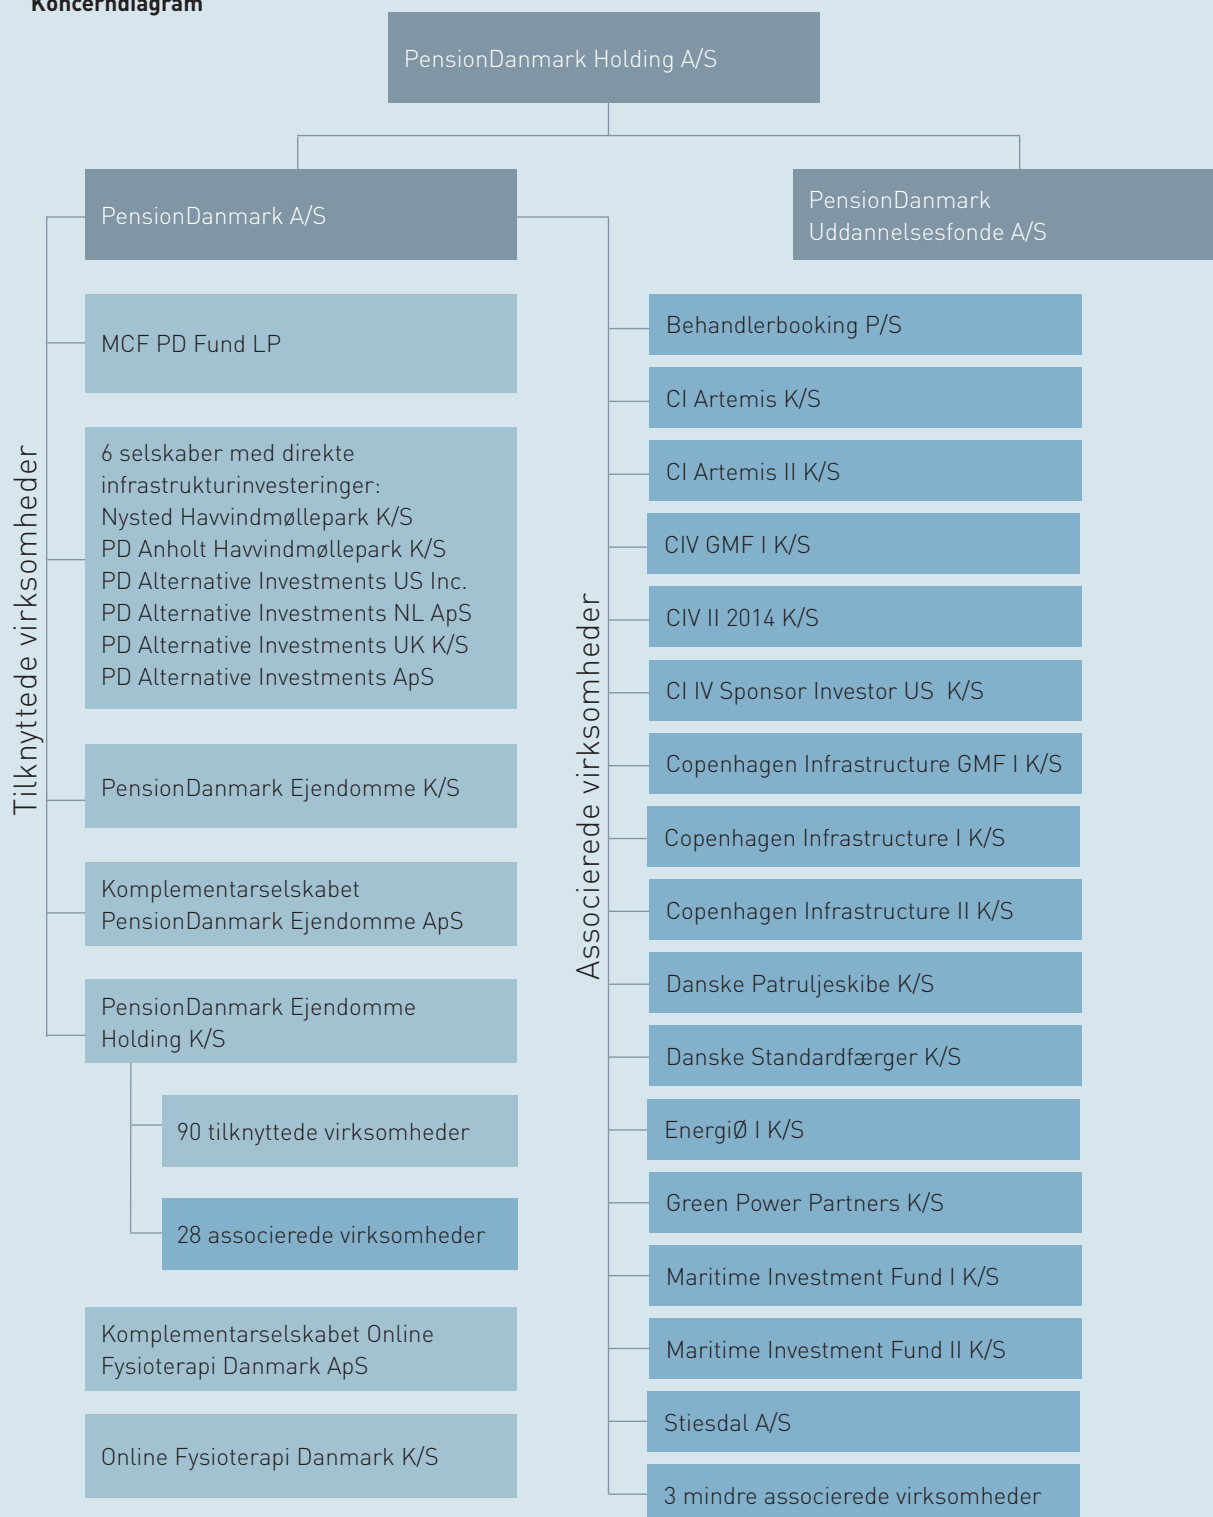 Koncerndiagram
PensionDanmark Holding A/S
PensionDanmark A/S
PensionDanmark
Uddannelsesfonde A/S
Tilknyttede virksomheder
MCF PD Fund LP
6 selskaber med direkte
infrastrukturinvesteringer:
Nysted Havvindmøllepark K/S
PD Anholt Havvindmøllepark K/S
PD Alternative Investments US Inc.
PD Alternative Investments NL ApS
PD Alternative Investments UK K/S
PD Alternative Investments ApS
PensionDanmark Ejendomme K/S
Komplementarselskabet
PensionDanmark Ejendomme ApS
PensionDanmark Ejendomme
Holding K/S
90 tilknyttede virksomheder
28 associerede virksomheder
Komplementarselskabet Online
Fysioterapi Danmark ApS
Online Fysioterapi Danmark K/S
Associerede virksomheder
Behandlerbooking P/S
CI Artemis K/S
CI Artemis II K/S
CIV GMF I K/S
CIV II 2014 K/S
CI IV Sponsor Investor US  K/S
Copenhagen Infrastructure GMF I K/S
Copenhagen Infrastructure I K/S
Copenhagen Infrastructure II K/S
Danske Patruljeskibe K/S
Danske Standardfærger K/S
EnergiØ I K/S
Green Power Partners K/S
Maritime Investment Fund I K/S
Maritime Investment Fund II K/S
Stiesdal A/S
3 mindre associerede virksomheder